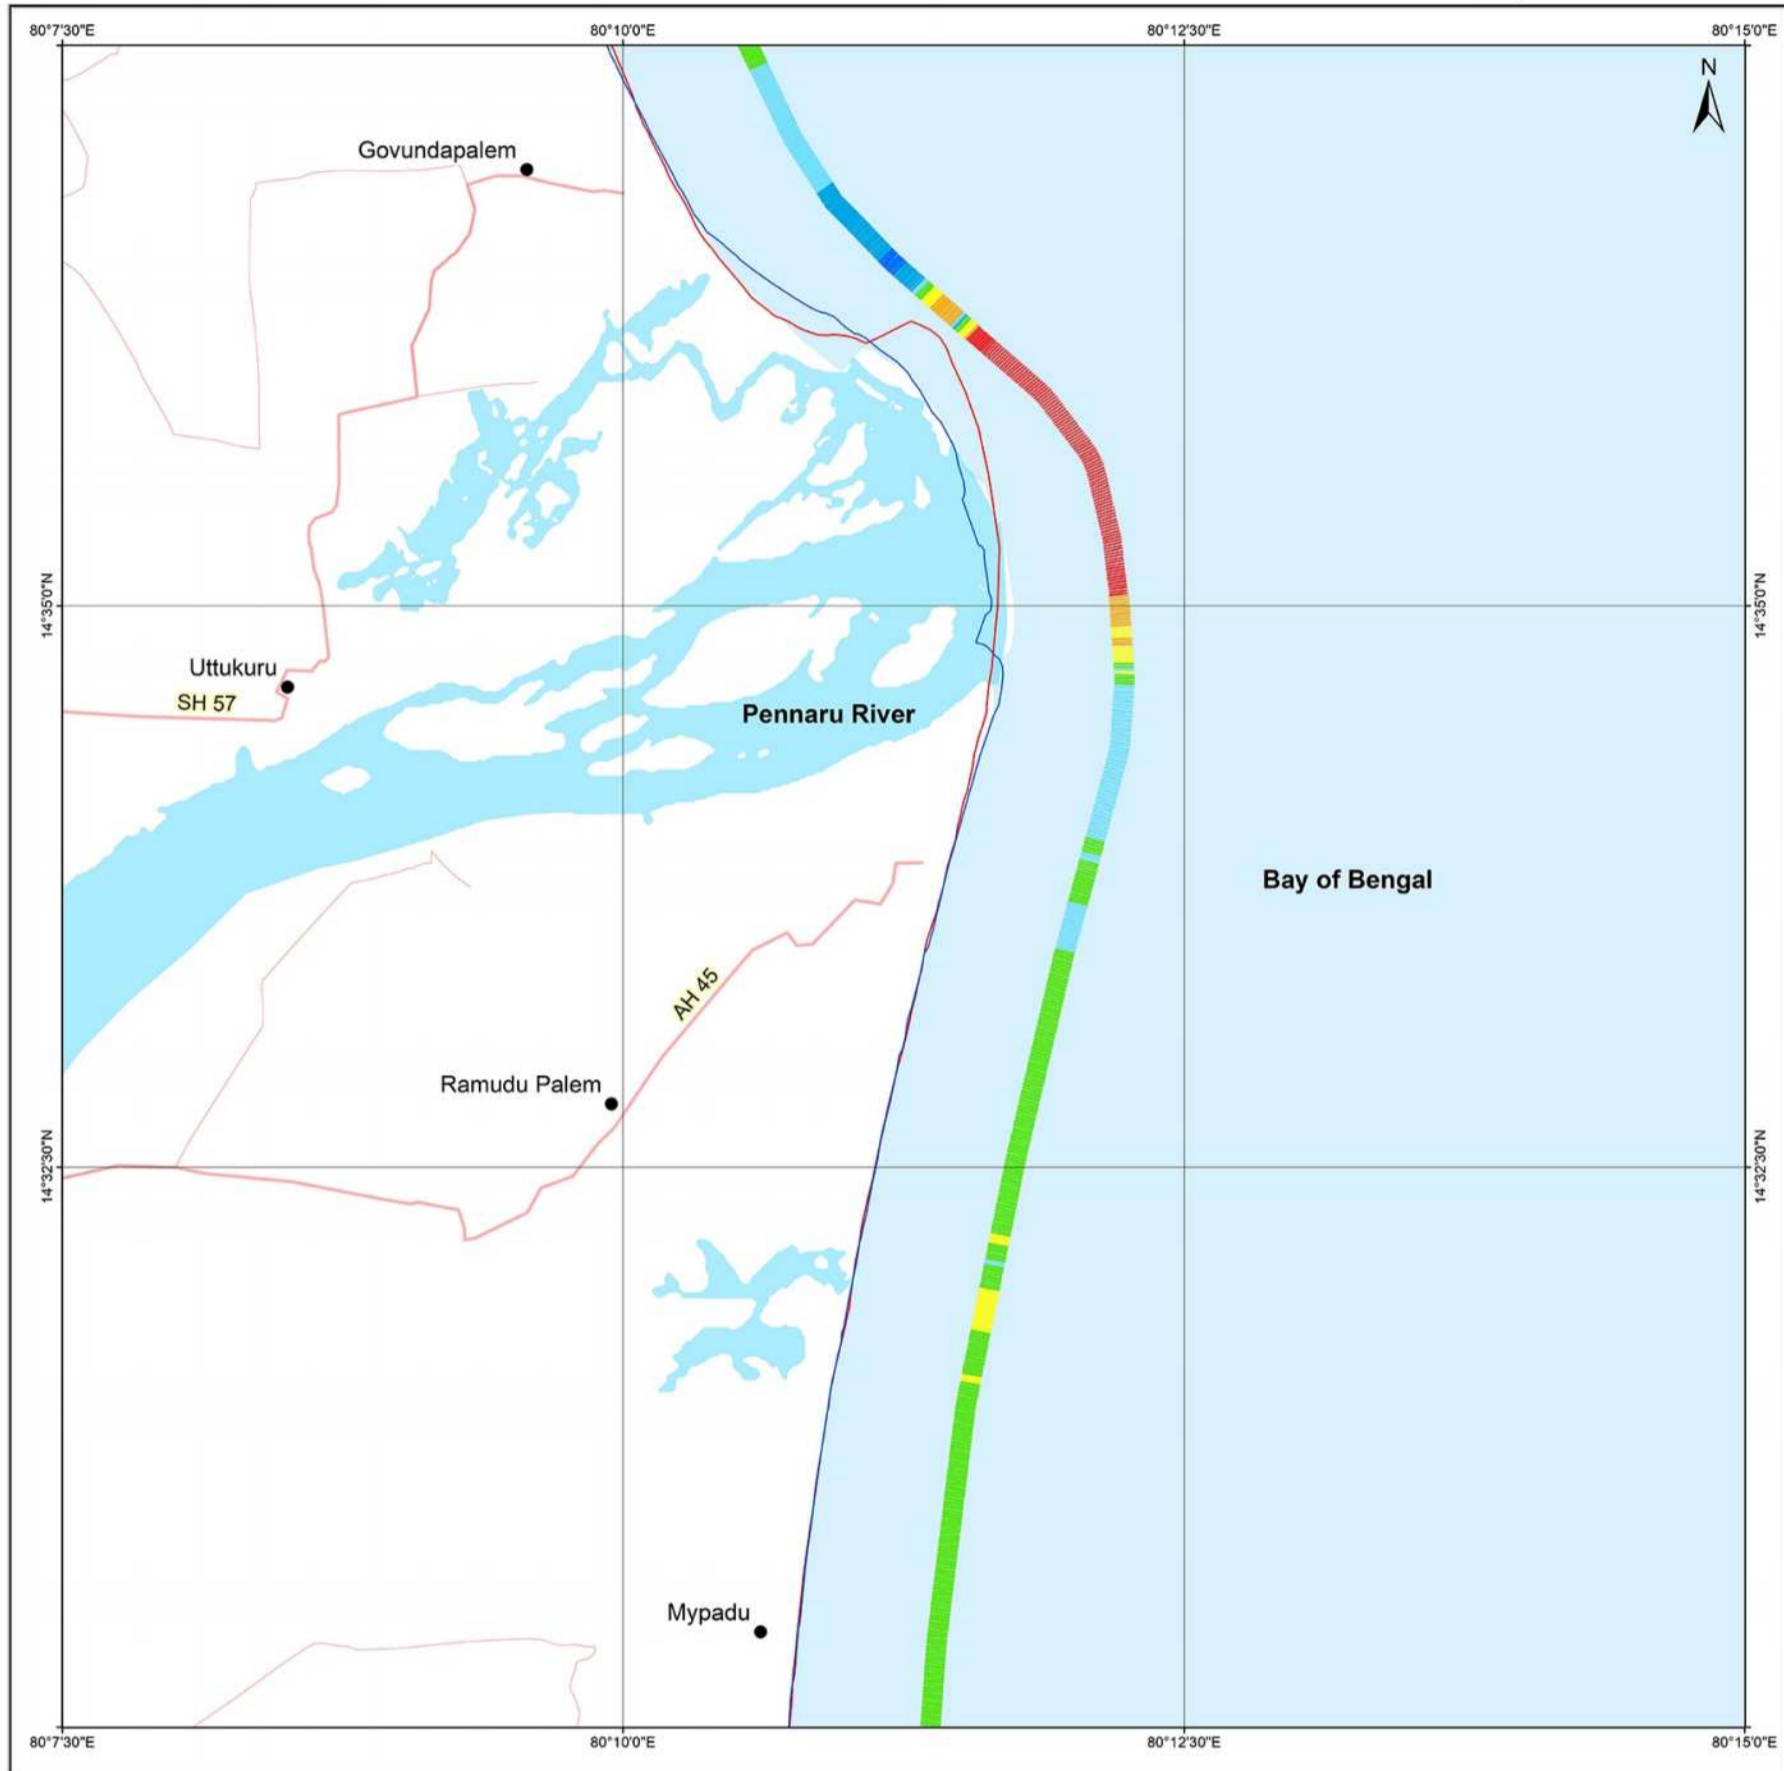 80°7'30"E
80°10'0"E
80°12'30"E
80°15'0"E
N
Govundapalem
14°35'0"N
14°35'0"N
Uttukuru
SH 57
Pennaru River
Bay of Bengal
AH 45
Ramudu Palem
14°32'30"N
14°32'30"N
Mypadu
80°7'30"E
80°10'0"E
80°12'30"E
80°15'0"E